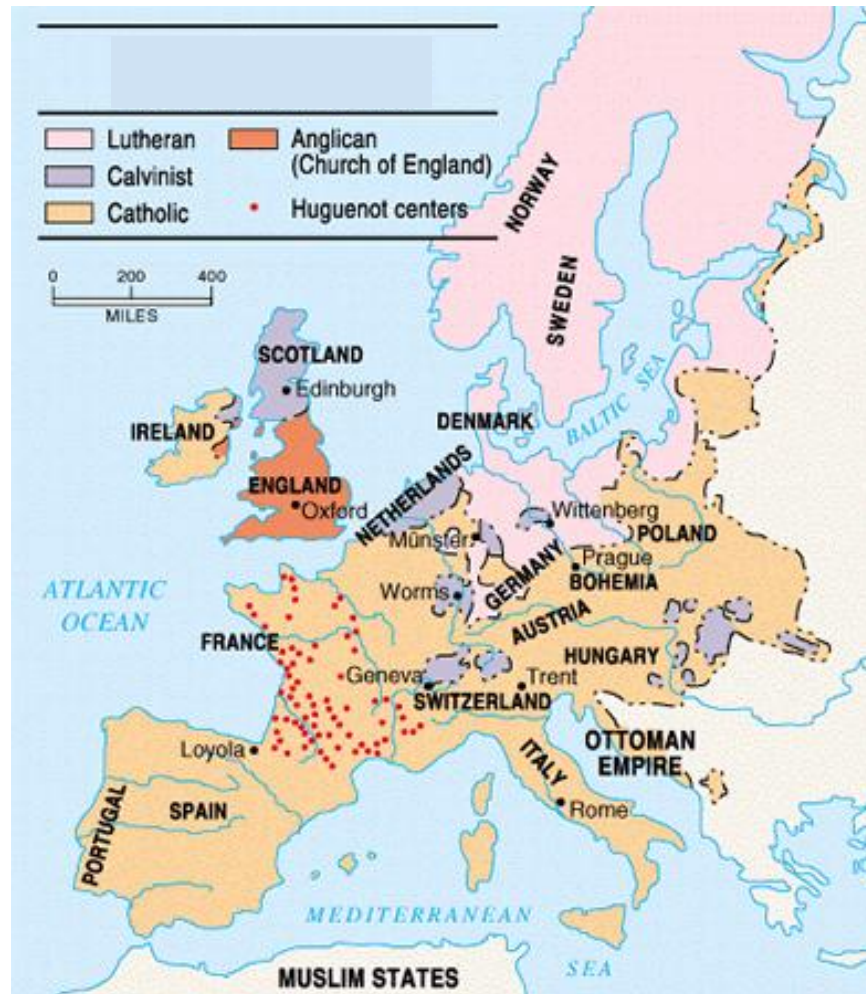 Lutheran
Calvinist
Catholic
Anglican
(Church of England)
Huguenot centers
0 200 400
MILES
NORWAY
SWEDEN
SCOTLAND
Edinburgh
IRELAND
DENMARK
BALTIC SEA
ENGLAND
Oxford
NETHERLANDS
Wittenberg
Münster
POLAND
GERMANY
Prague
BOHEMIA
Worms
ATLANTIC
OCEAN
AUSTRIA
FRANCE
HUNGARY
Geneva
Trent
SWITZERLAND
Loyola
OTTOMAN
EMPIRE
ITALY
PORTUGAL
SPAIN
Rome
MEDITERRANEAN
SEA
MUSLIM STATES